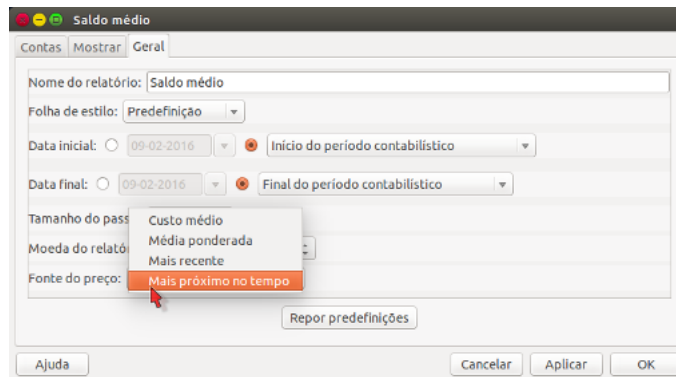 Saldo médio
Contas Mostrar Geral
Nome do relatório: Saldo médio
Folha de estilo: Predefinição
Data inicial: 09-02-2016 Início do período contabilístico
Data final: 09-02-2016 Final do período contabilístico
Tamanho do pass
Custo médio
Média ponderada
Moeda do relató
Mais recente
Fonte do preço: Mais próximo no tempo
Repor predefinições
Ajuda Cancelar Aplicar OK